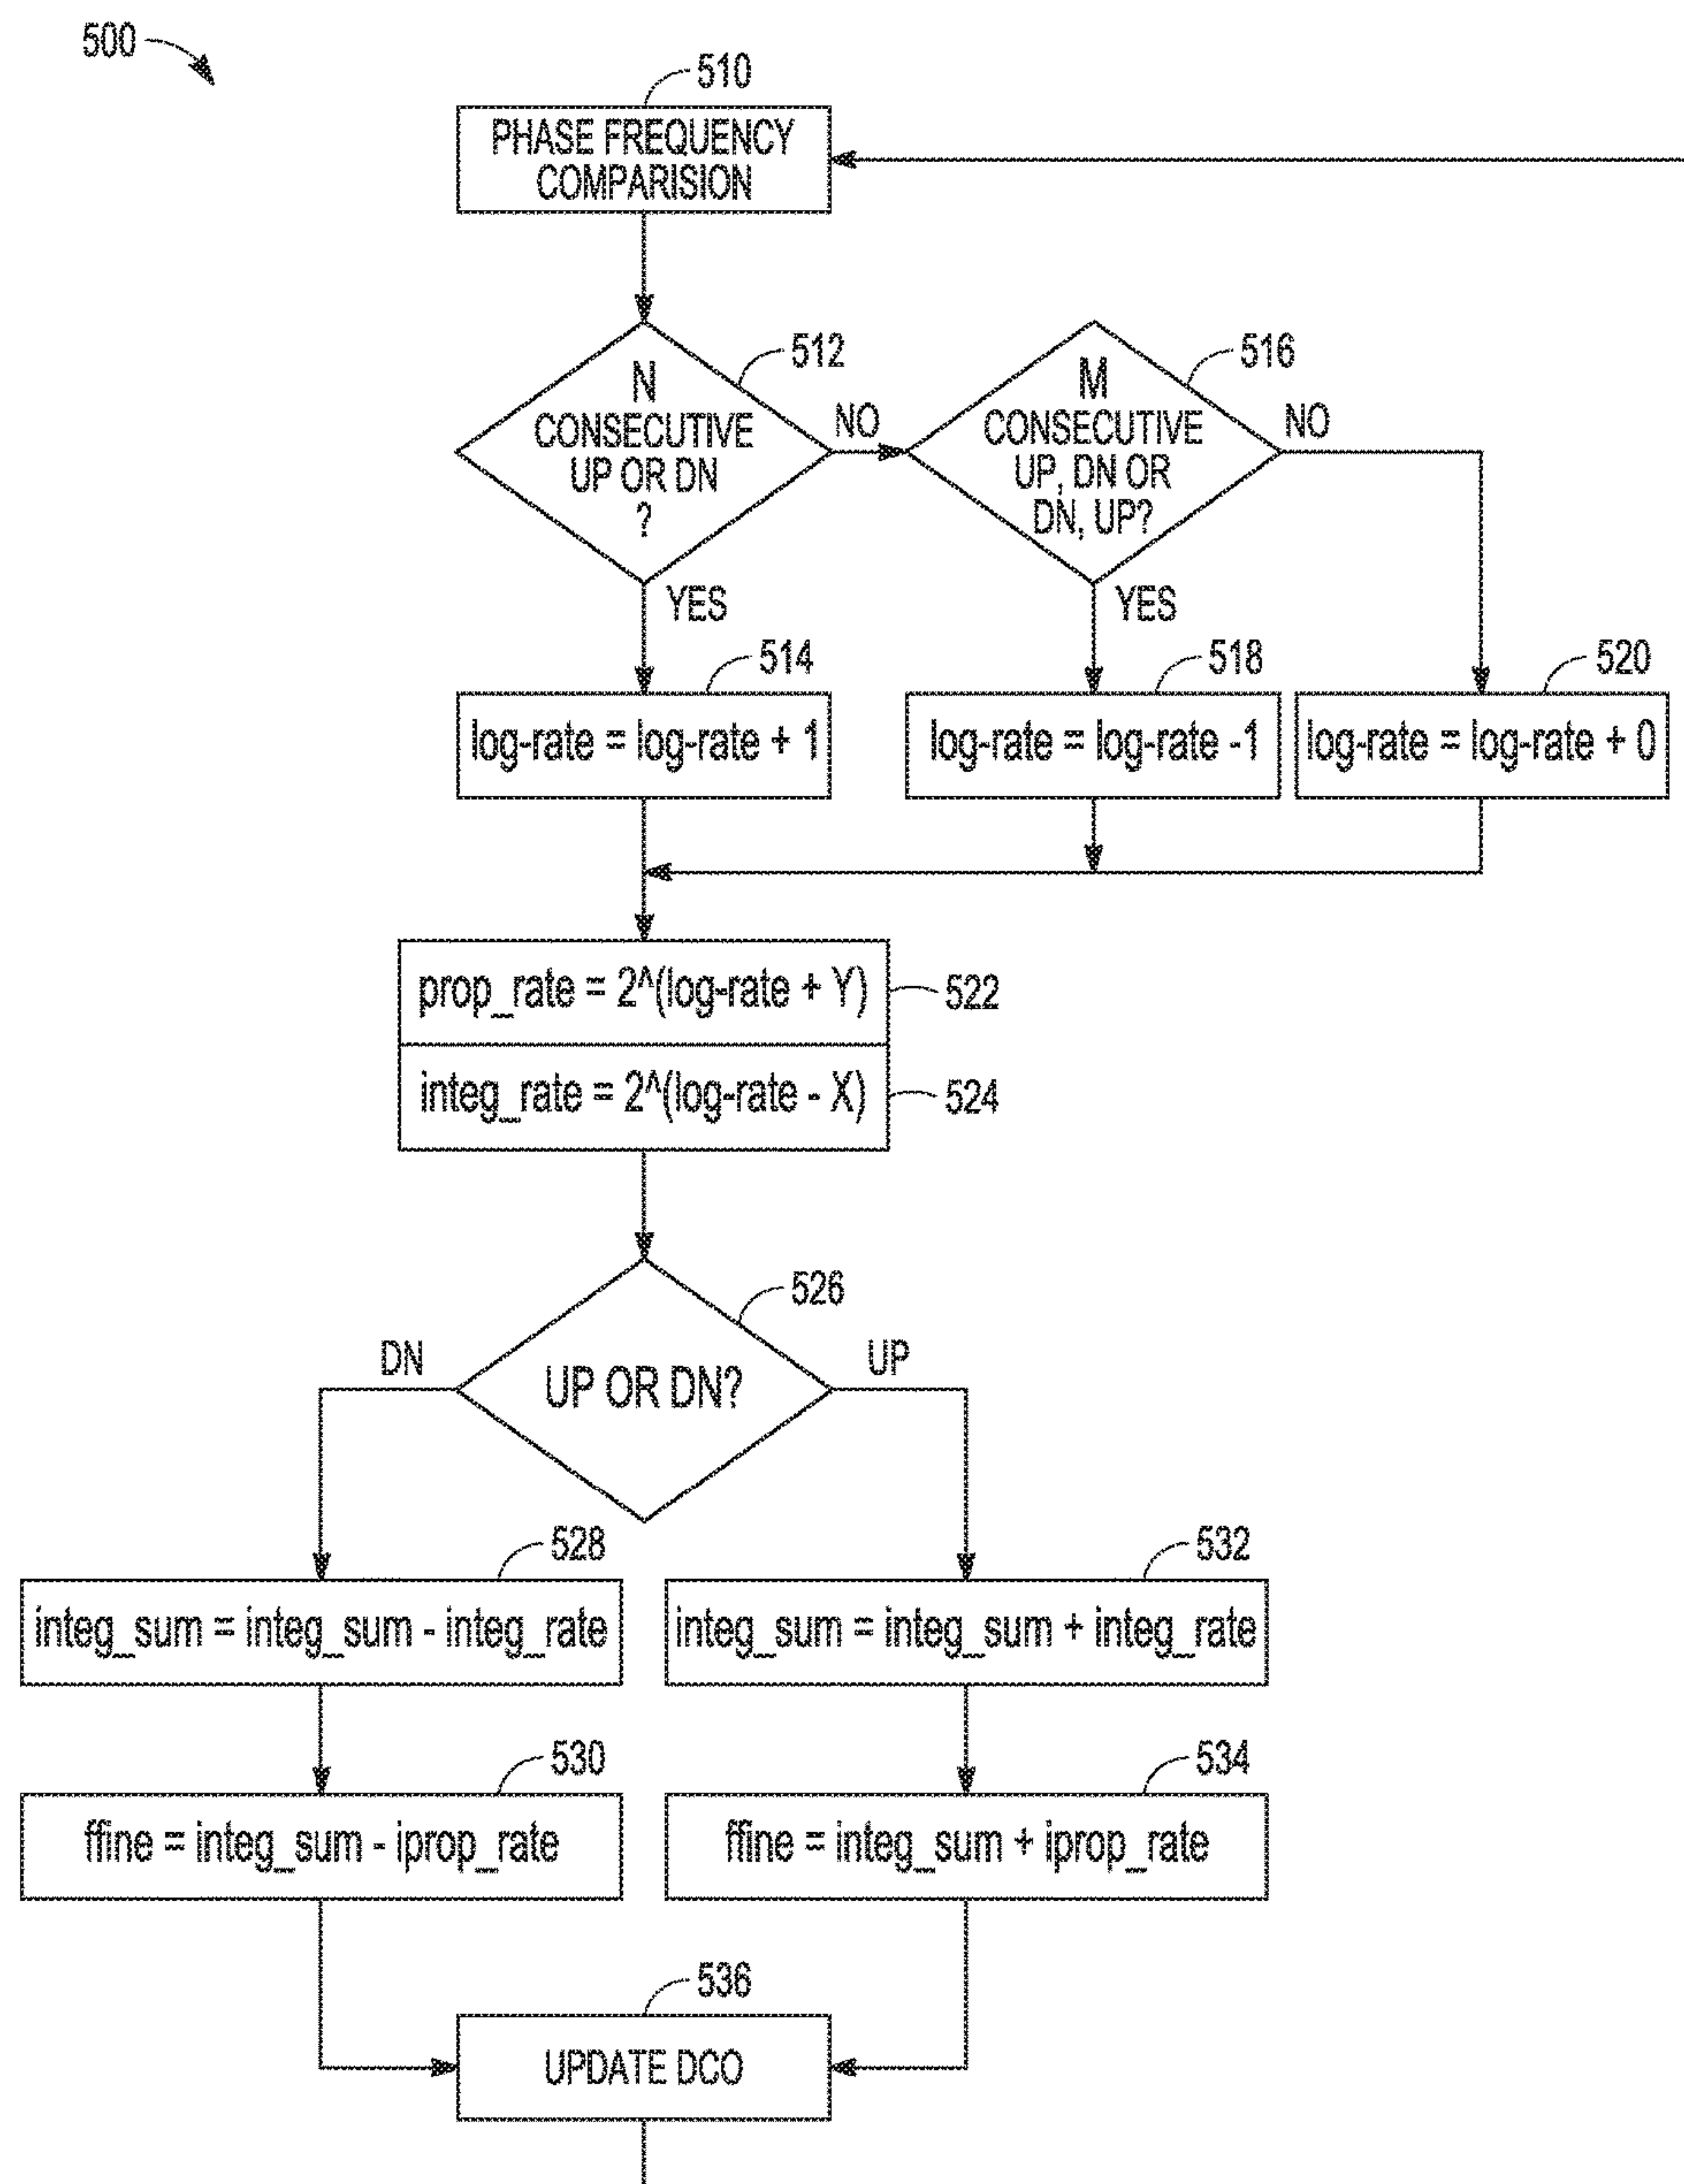 500
510
PHASE FREQUENCY
COMPARISION
512
N
CONSECUTIVE
UP OR DN
?
NO
516
M
CONSECUTIVE
UP, DN OR
DN, UP?
NO
YES
YES
514
log-rate = log-rate + 1
518
log-rate = log-rate -1
520
log-rate = log-rate + 0
prop_rate = 2^(log-rate + Y)
522
integ_rate = 2^(log-rate - X)
524
526
UP OR DN?
DN
UP
528
integ_sum = integ_sum - integ_rate
532
integ_sum = integ_sum + integ_rate
530
ffine = integ_sum - iprop_rate
534
ffine = integ_sum + iprop_rate
536
UPDATE DCO